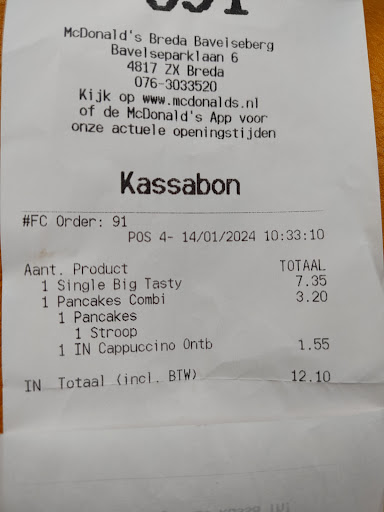 McDonald's Breda Bavelseberg
Bavelseparklaan 6
4817 ZX Breda
076-3033520
Kijk op www.mcdonalds.nl
of de McDonald's App voor
onze actuele openingstijden
Kassabon
#FC Order: 91
POS 4- 14/01/2024 10:33:10
Aant. Product TOTAAL
1 Single Big Tasty 7.35
1 Pancakes Combi 3.20
1 Pancakes
1 Stroop
1 IN Cappuccino Ontb 1.55
IN Totaal (incl. BTW) 12.10